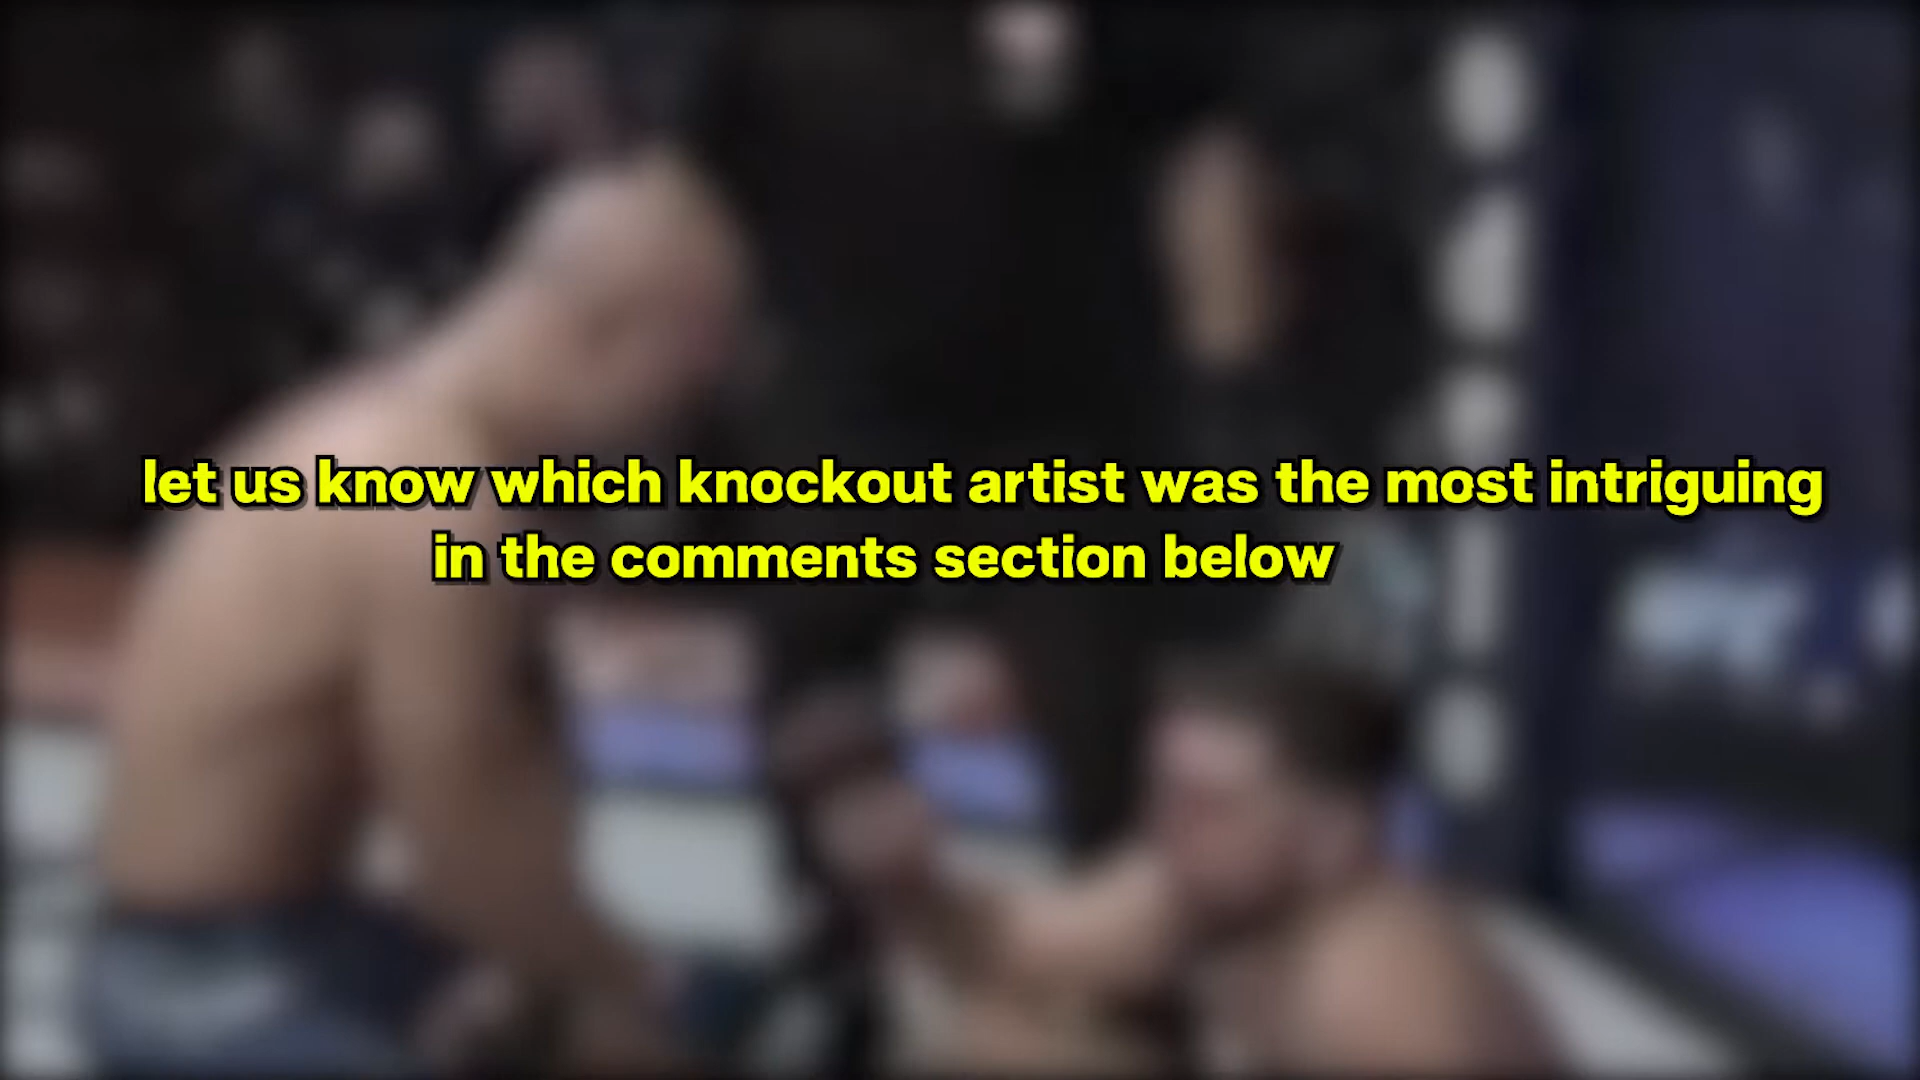 let us know which knockout artist was the most intriguing
in the comments section below